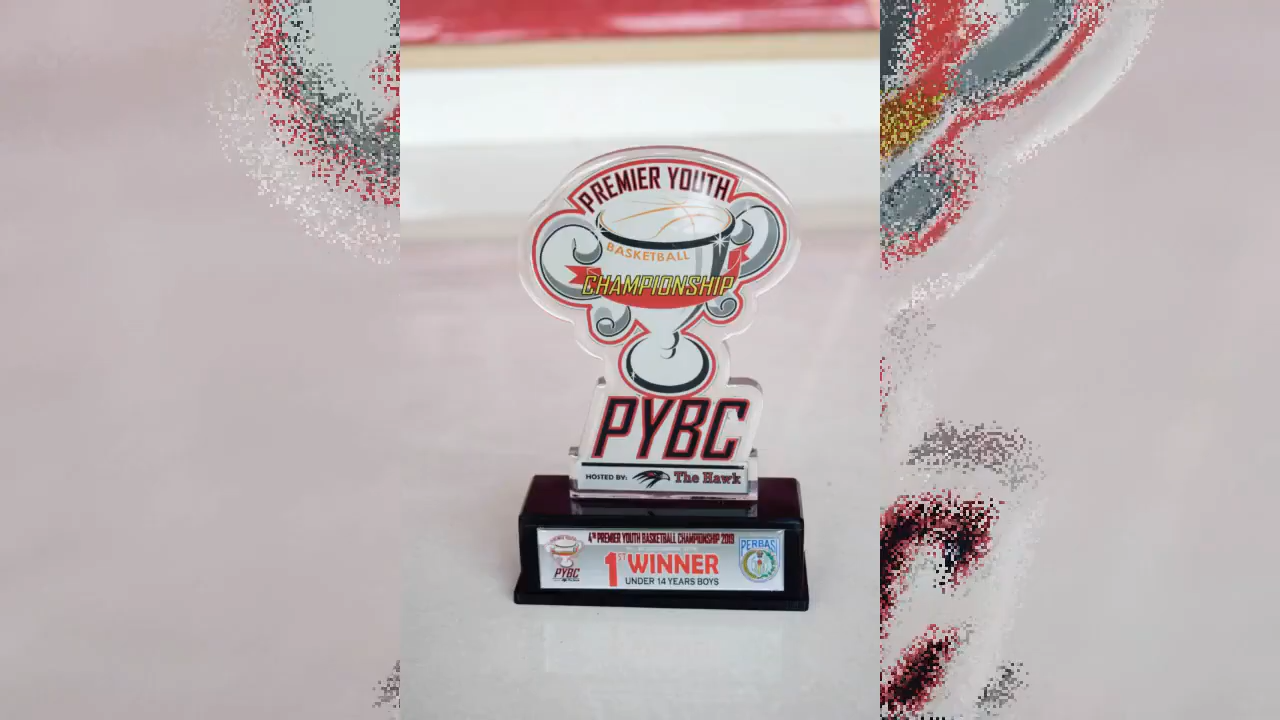 PREMIER YOUTH
BASKETBALL
CHAMPIONSHIP
PYBC
HOSTED BY: The Hawk
4TH PREMIER YOUTH BASKETBALL CHAMPIONSHIP 2019
PYBC
1ST WINNER
UNDER 14 YEARS BOYS
PERBASI